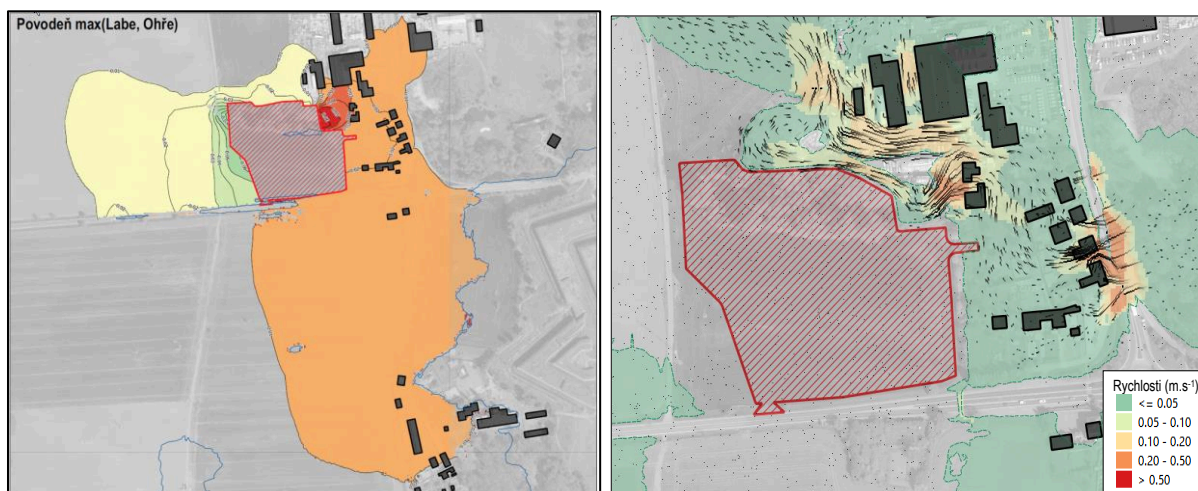 Povodeň max(Labe, Ohře)
Rychlosti (m.s⁻¹)
<= 0.05
0.05 - 0.10
0.10 - 0.20
0.20 - 0.50
> 0.50